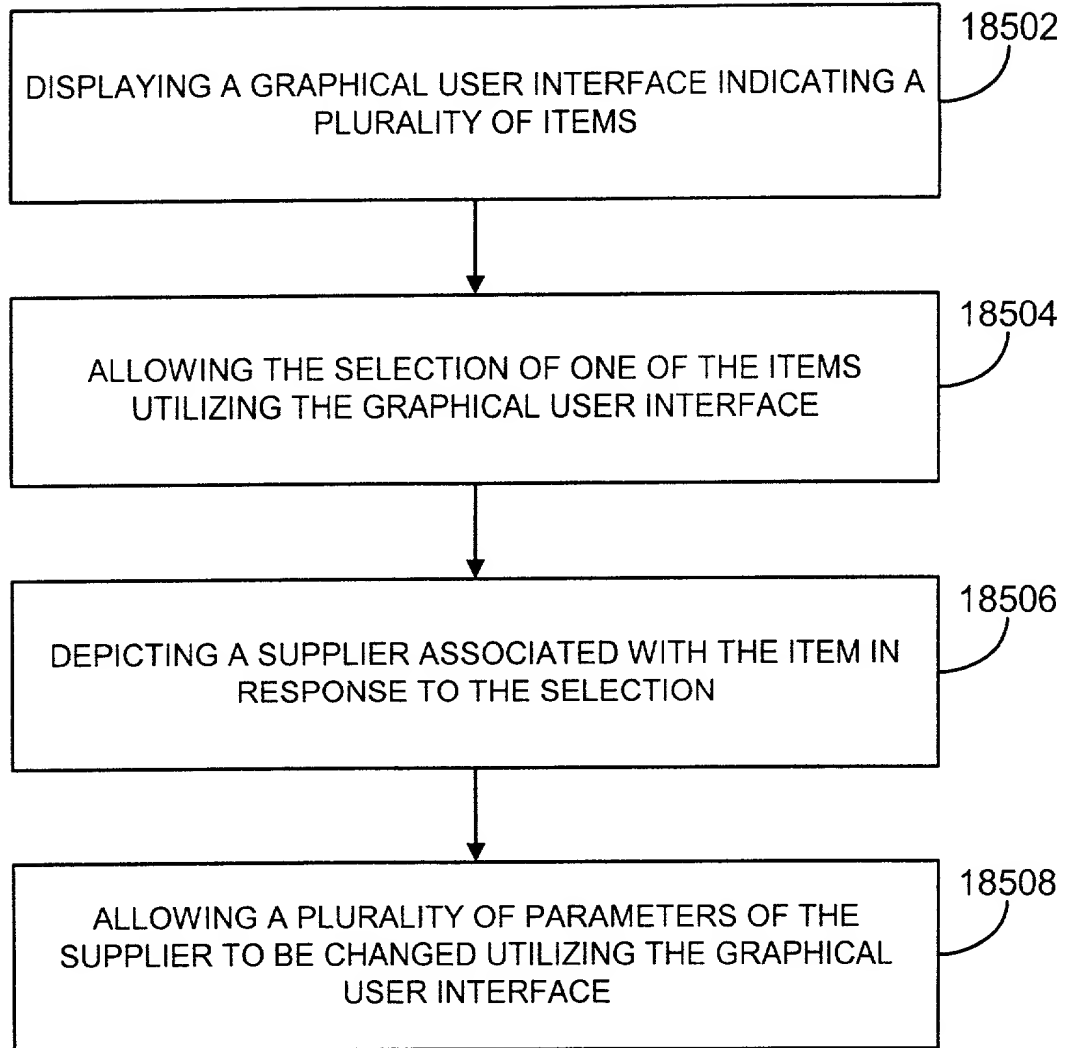 18502
DISPLAYING A GRAPHICAL USER INTERFACE INDICATING A
PLURALITY OF ITEMS
18504
ALLOWING THE SELECTION OF ONE OF THE ITEMS
UTILIZING THE GRAPHICAL USER INTERFACE
18506
DEPICTING A SUPPLIER ASSOCIATED WITH THE ITEM IN
RESPONSE TO THE SELECTION
18508
ALLOWING A PLURALITY OF PARAMETERS OF THE
SUPPLIER TO BE CHANGED UTILIZING THE GRAPHICAL
USER INTERFACE